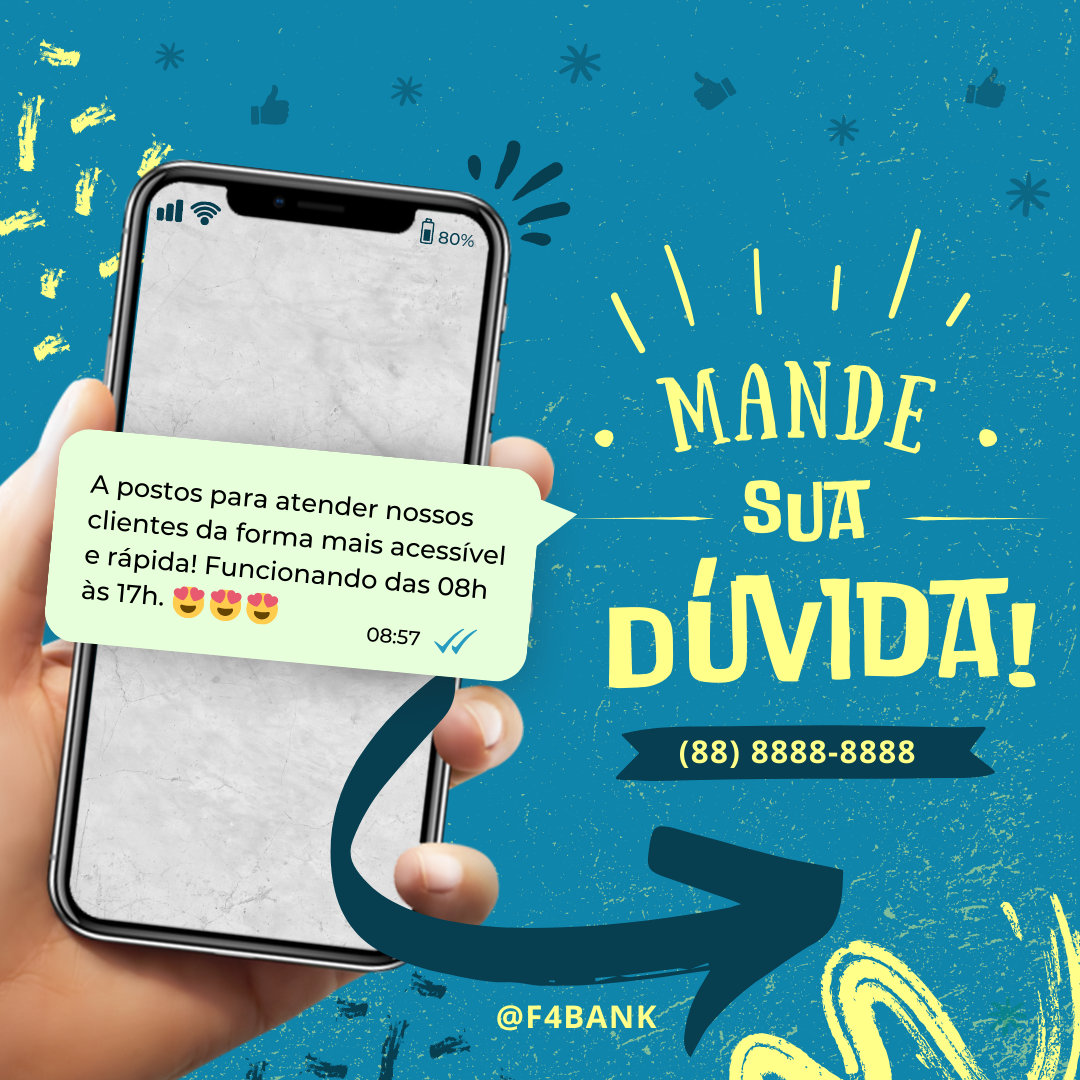 80%
A postos para atender nossos
clientes da forma mais acessível
e rápida! Funcionando das 08h
às 17h. 😍😍😍
08:57
MANDE
SUA
DÚVIDA!
(88) 8888-8888
@F4BANK